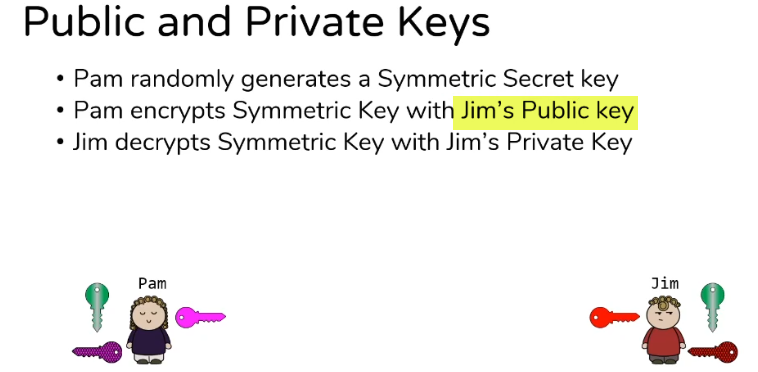 Public and Private Keys
• Pam randomly generates a Symmetric Secret key
• Pam encrypts Symmetric Key with Jim's Public key
• Jim decrypts Symmetric Key with Jim's Private Key
Pam
Jim